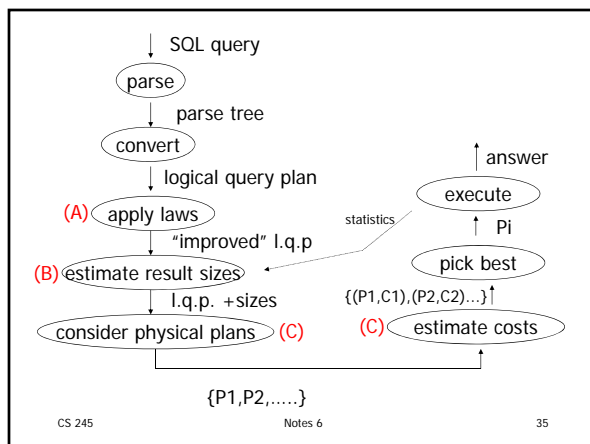 SQL query
parse
parse tree
convert
logical query plan
(A) apply laws
"improved" l.q.p
(B) estimate result sizes
l.q.p. +sizes
consider physical plans (C)
{P1,P2,.....}
(C) estimate costs
{(P1,C1),(P2,C2)...}
pick best
Pi
execute
statistics
answer
CS 245
Notes 6
35